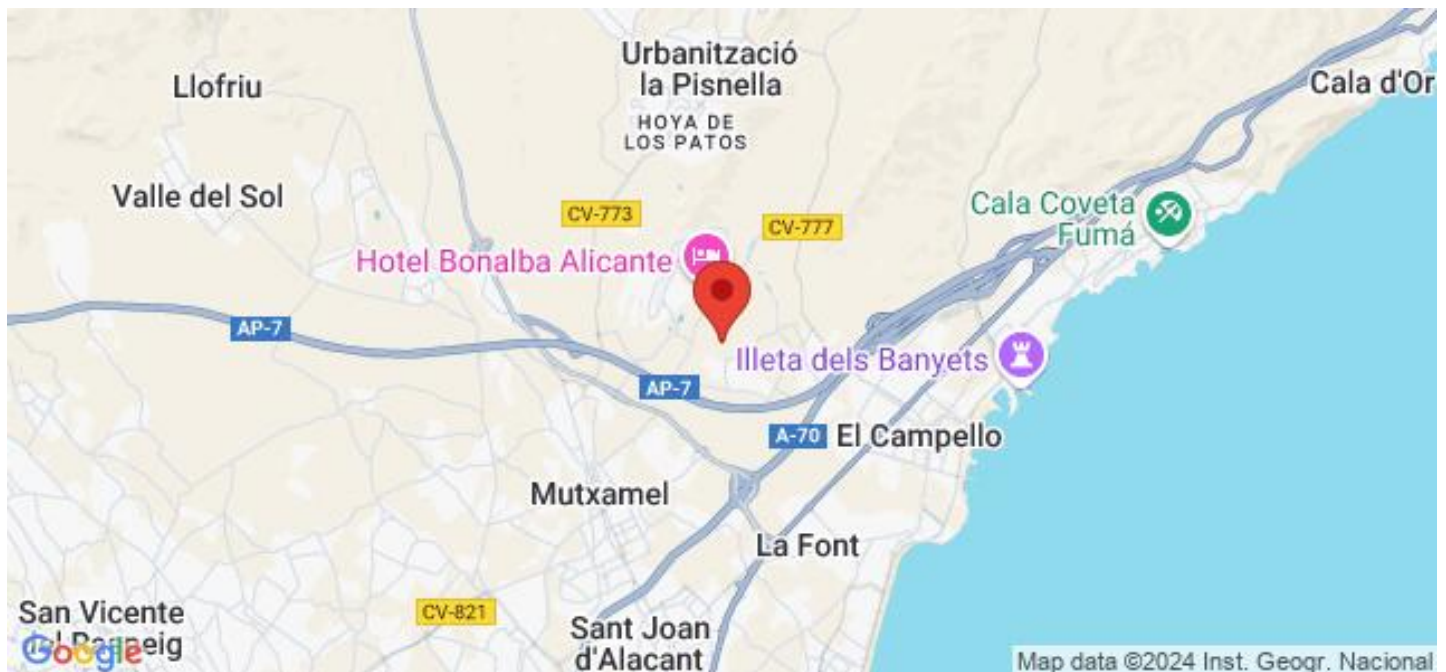 Urbanització
la Pisnella
Llofriu
Cala d'Or
HOYA DE
LOS PATOS
Valle del Sol
CV-773
CV-777
Cala Coveta
Fumá
Hotel Bonalba Alicante
AP-7
Illeta dels Banyets
AP-7
A-70
El Campello
Mutxamel
La Font
CV-821
San Vicente
Sant Joan
d'Alacant
Google
Map data ©2024 Inst. Geogr. Nacional